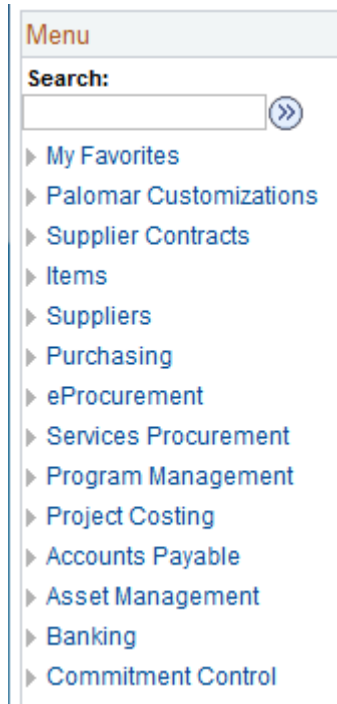 Menu
Search:
My Favorites
Palomar Customizations
Supplier Contracts
Items
Suppliers
Purchasing
eProcurement
Services Procurement
Program Management
Project Costing
Accounts Payable
Asset Management
Banking
Commitment Control